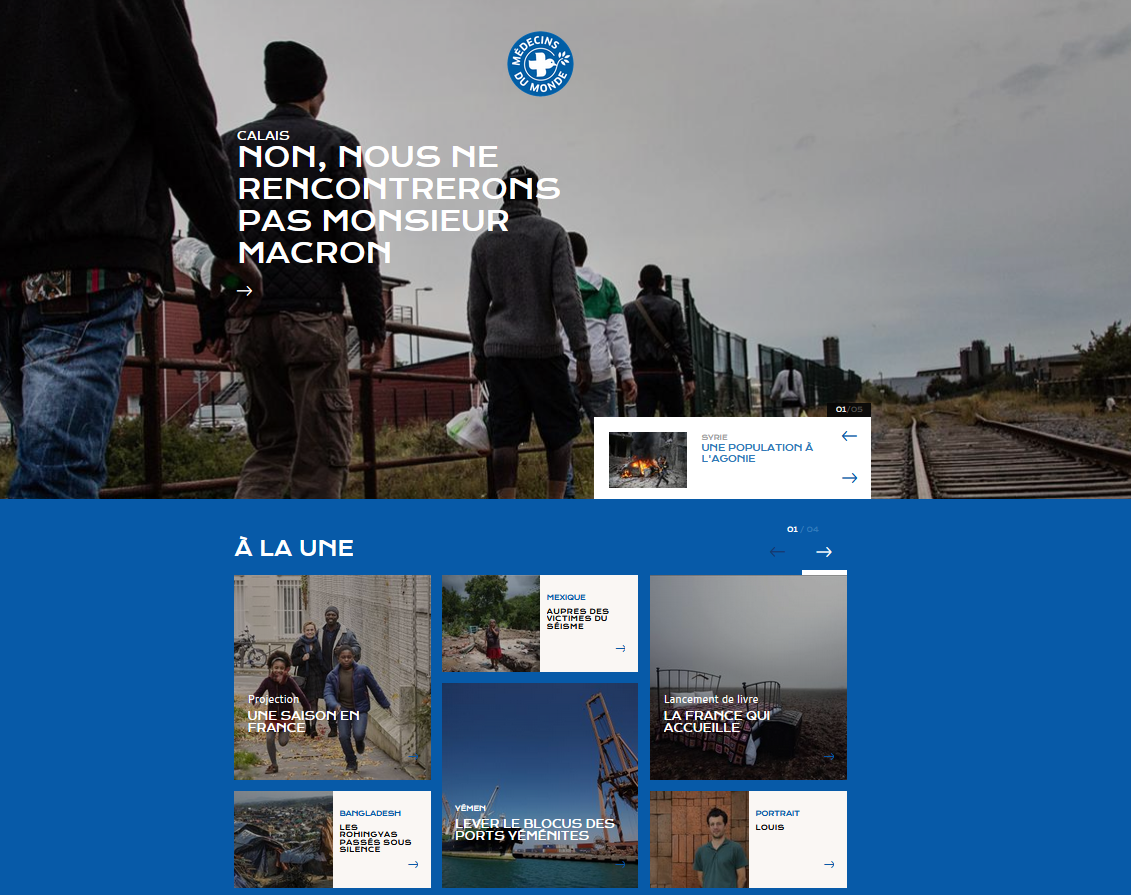 MÉDECINS
DU MONDE
CALAIS
NON, NOUS NE
RENCONTRERONS
PAS MONSIEUR
MACRON
01/05
SYRIE
UNE POPULATION À
L'AGONIE
À LA UNE
01 / 04
Projection
UNE SAISON EN
FRANCE
MEXIQUE
AUPRES DES
VICTIMES DU
SÉISME
Lancement de livre
LA FRANCE QUI
ACCUEILLE
BANGLADESH
LES
ROHINGYAS
PASSÉS SOUS
SILENCE
YÉMEN
LEVER LE BLOCUS DES
PORTS YÉMÉNITES
PORTRAIT
LOUIS